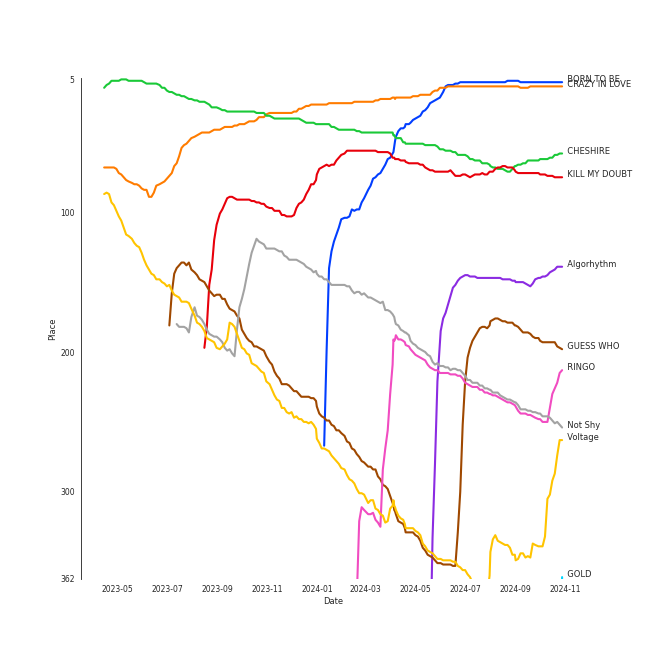 5
BORN TO BE
CRAZY IN LOVE
CHESHIRE
KILL MY DOUBT
100
Algorhythm
Place
200
GUESS WHO
RINGO
Not Shy
Voltage
300
GOLD
362
2023-05 2023-07 2023-09 2023-11 2024-01 2024-03 2024-05 2024-07 2024-09 2024-11
Date